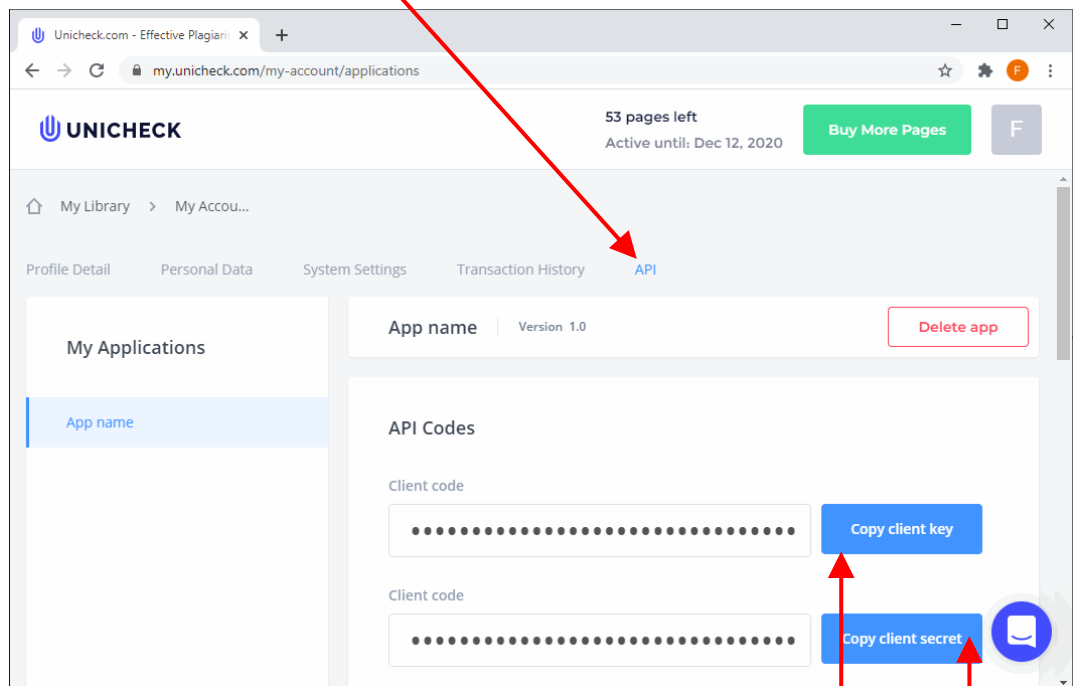 Unicheck.com - Effective Plagiaris
my.unicheck.com/my-account/applications
F
UNICHECK
53 pages left
Active until: Dec 12, 2020
Buy More Pages
F
My Library > My Accou...
Profile Detail Personal Data System Settings Transaction History API
My Applications
App name Version 1.0
Delete app
App name
API Codes
Client code
Copy client key
Client code
Copy client secret